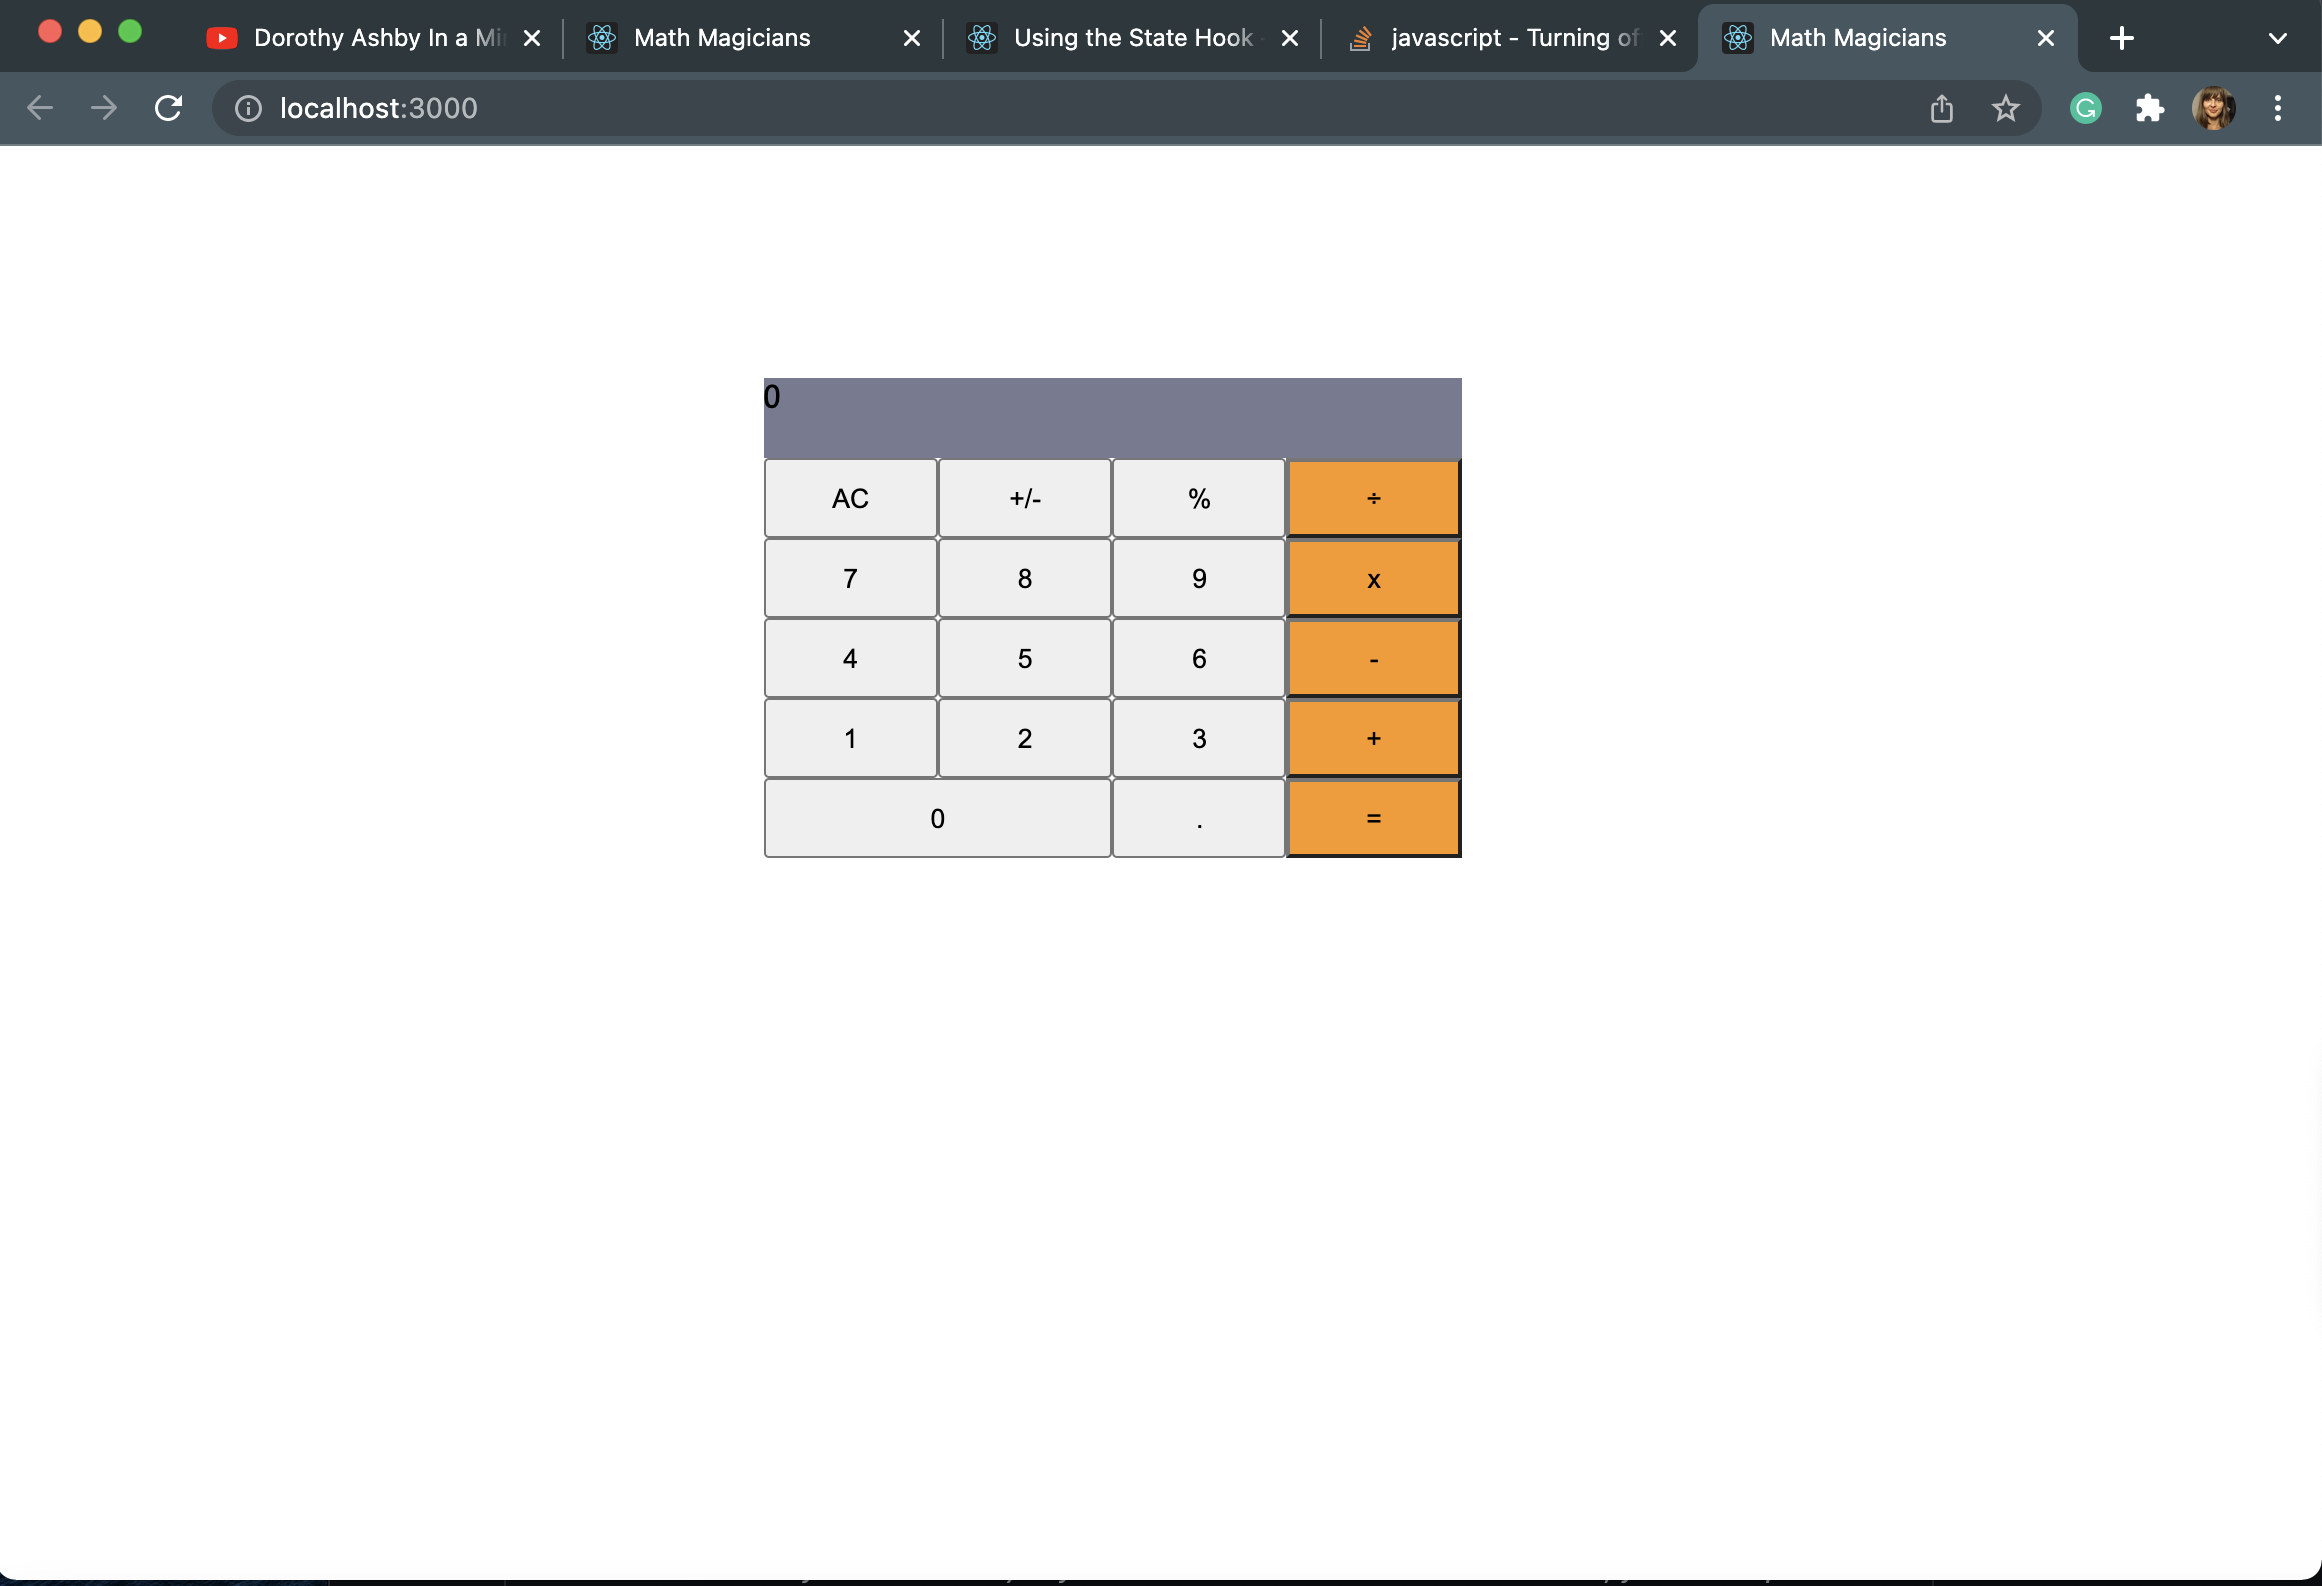 Dorothy Ashby In a Mi
Math Magicians
Using the State Hook
javascript - Turning of
Math Magicians
localhost:3000
0
AC +/- % ÷
7 8 9 x
4 5 6 -
1 2 3 +
0 . =